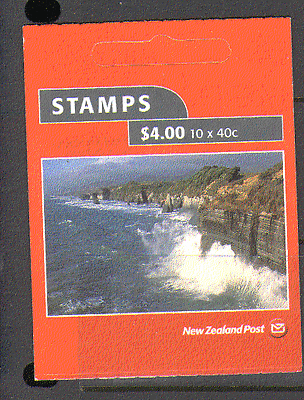 STAMPS
$4.00 10 x 40c
New Zealand Post